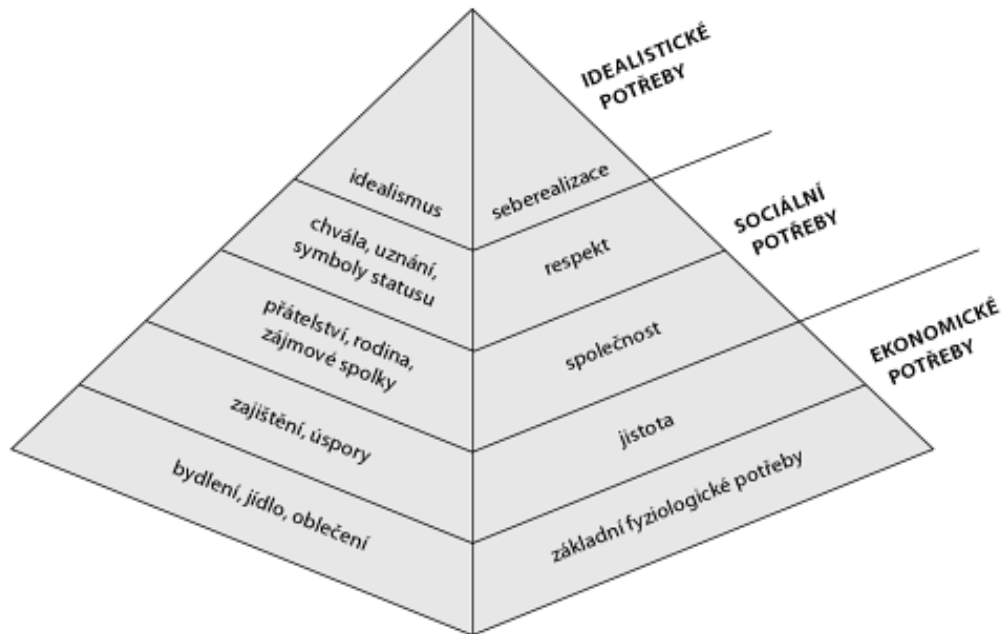 IDEALISTICKÉ
POTŘEBY
idealismus
seberealizace
SOCIÁLNÍ
POTŘEBY
chvála, uznání,
symboly statusu
respekt
přátelství, rodina,
zájmové spolky
společnost
EKONOMICKÉ
POTŘEBY
zajištění, úspory
jistota
bydlení, jídlo, oblečení
základní fyziologické potřeby